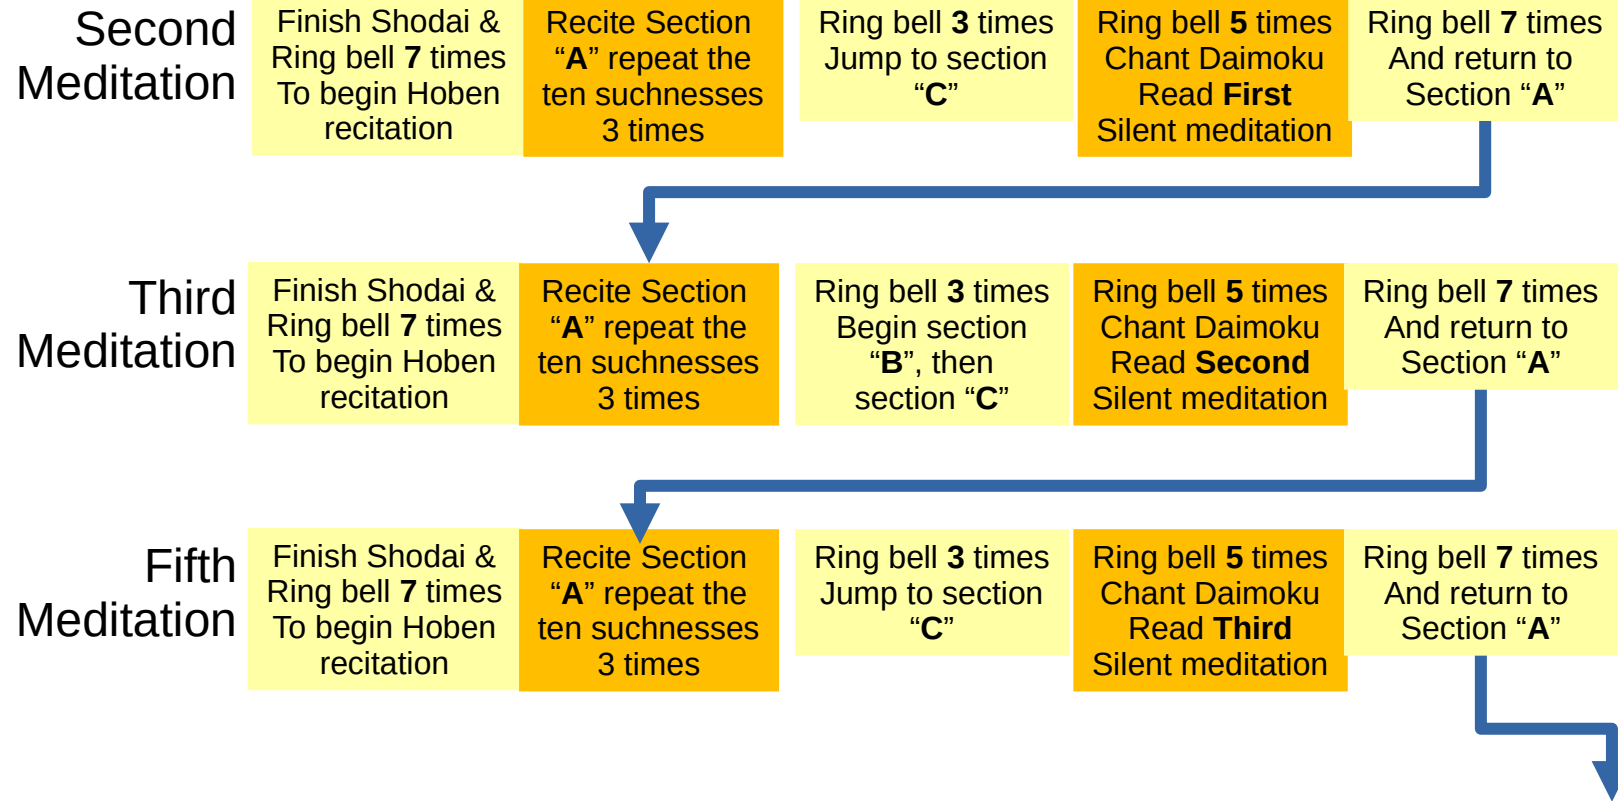 Second
Meditation
Finish Shodai &
Ring bell 7 times
To begin Hoben
recitation
Recite Section
“A” repeat the
ten suchnesses
3 times
Ring bell 3 times
Jump to section
“C”
Ring bell 5 times
Chant Daimoku
Read First
Silent meditation
Ring bell 7 times
And return to
Section “A”
Third
Meditation
Finish Shodai &
Ring bell 7 times
To begin Hoben
recitation
Recite Section
“A” repeat the
ten suchnesses
3 times
Ring bell 3 times
Begin section
“B”, then
section “C”
Ring bell 5 times
Chant Daimoku
Read Second
Silent meditation
Ring bell 7 times
And return to
Section “A”
Fifth
Meditation
Finish Shodai &
Ring bell 7 times
To begin Hoben
recitation
Recite Section
“A” repeat the
ten suchnesses
3 times
Ring bell 3 times
Jump to section
“C”
Ring bell 5 times
Chant Daimoku
Read Third
Silent meditation
Ring bell 7 times
And return to
Section “A”